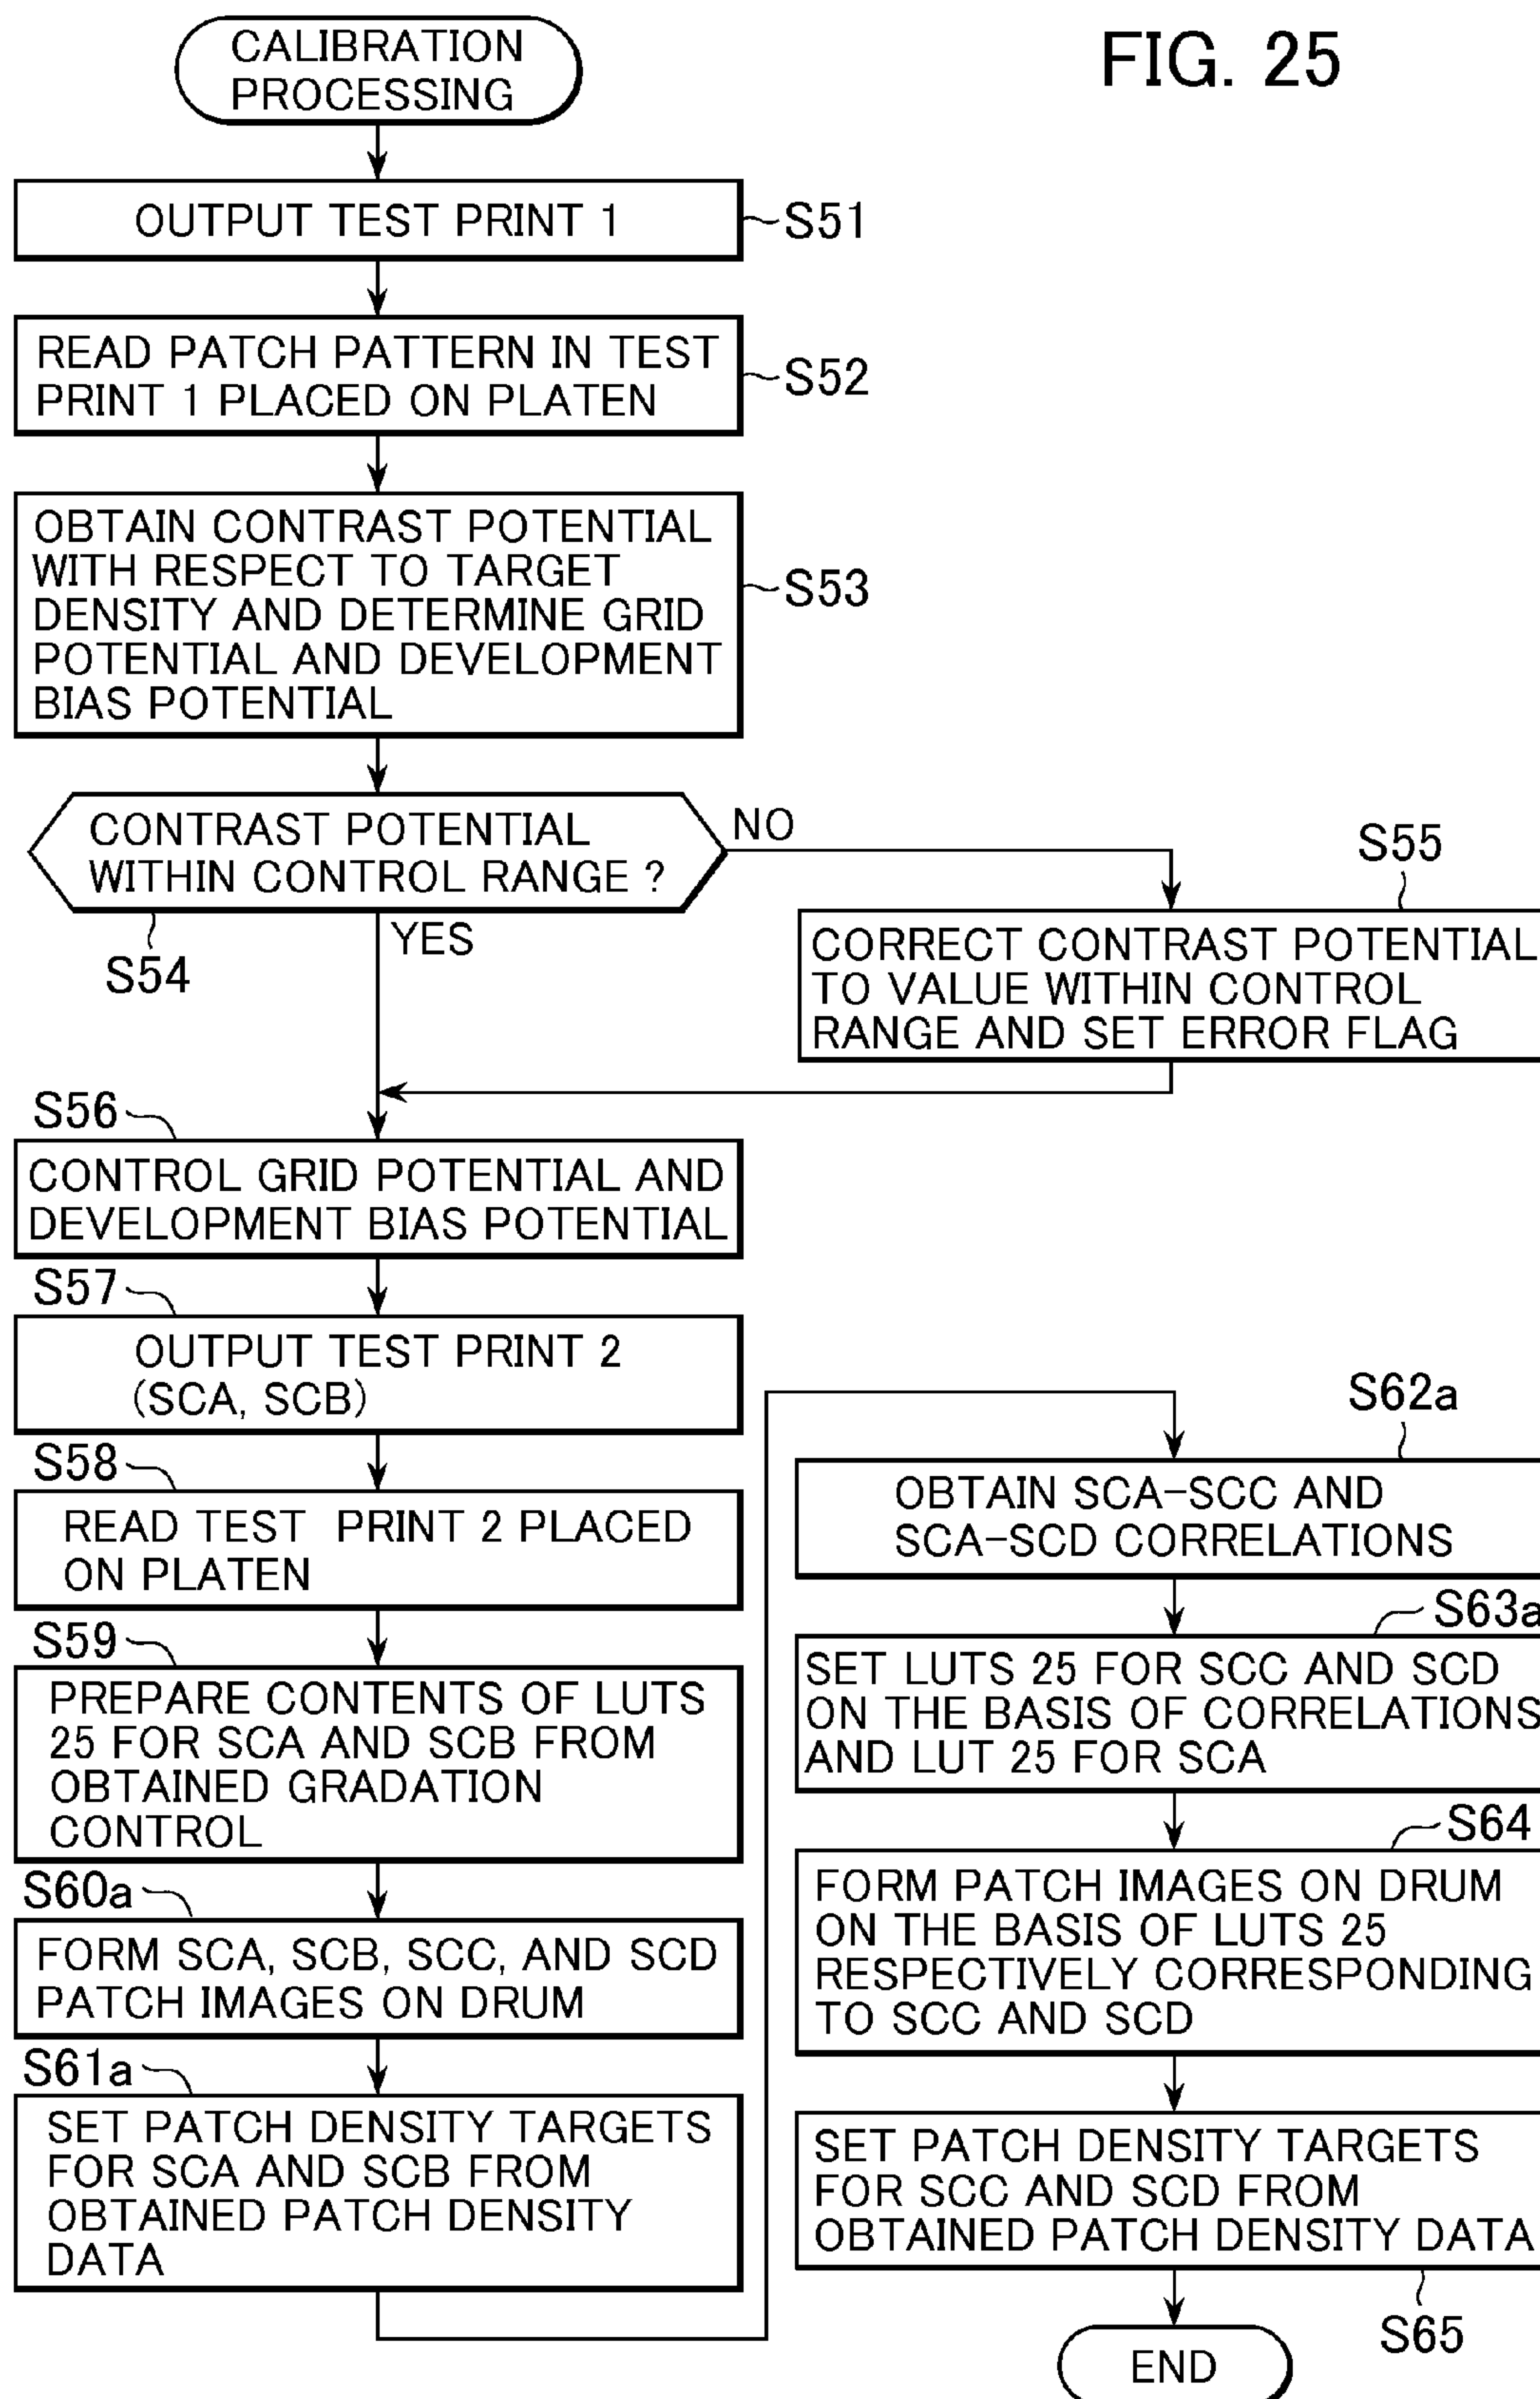 FIG. 25
CALIBRATION
PROCESSING
OUTPUT TEST PRINT 1
S51
READ PATCH PATTERN IN TEST
PRINT 1 PLACED ON PLATEN
S52
OBTAIN CONTRAST POTENTIAL
WITH RESPECT TO TARGET
DENSITY AND DETERMINE GRID
POTENTIAL AND DEVELOPMENT
BIAS POTENTIAL
S53
CONTRAST POTENTIAL
WITHIN CONTROL RANGE ?
S54
NO
YES
S55
CORRECT CONTRAST POTENTIAL
TO VALUE WITHIN CONTROL
RANGE AND SET ERROR FLAG
S56
CONTROL GRID POTENTIAL AND
DEVELOPMENT BIAS POTENTIAL
S57
OUTPUT TEST PRINT 2
(SCA, SCB)
S58
READ TEST PRINT 2 PLACED
ON PLATEN
S59
PREPARE CONTENTS OF LUTS
25 FOR SCA AND SCB FROM
OBTAINED GRADATION
CONTROL
S60a
FORM SCA, SCB, SCC, AND SCD
PATCH IMAGES ON DRUM
S61a
SET PATCH DENSITY TARGETS
FOR SCA AND SCB FROM
OBTAINED PATCH DENSITY
DATA
S62a
OBTAIN SCA-SCC AND
SCA-SCD CORRELATIONS
S63a
SET LUTS 25 FOR SCC AND SCD
ON THE BASIS OF CORRELATIONS
AND LUT 25 FOR SCA
S64
FORM PATCH IMAGES ON DRUM
ON THE BASIS OF LUTS 25
RESPECTIVELY CORRESPONDING
TO SCC AND SCD
SET PATCH DENSITY TARGETS
FOR SCC AND SCD FROM
OBTAINED PATCH DENSITY DATA
S65
END